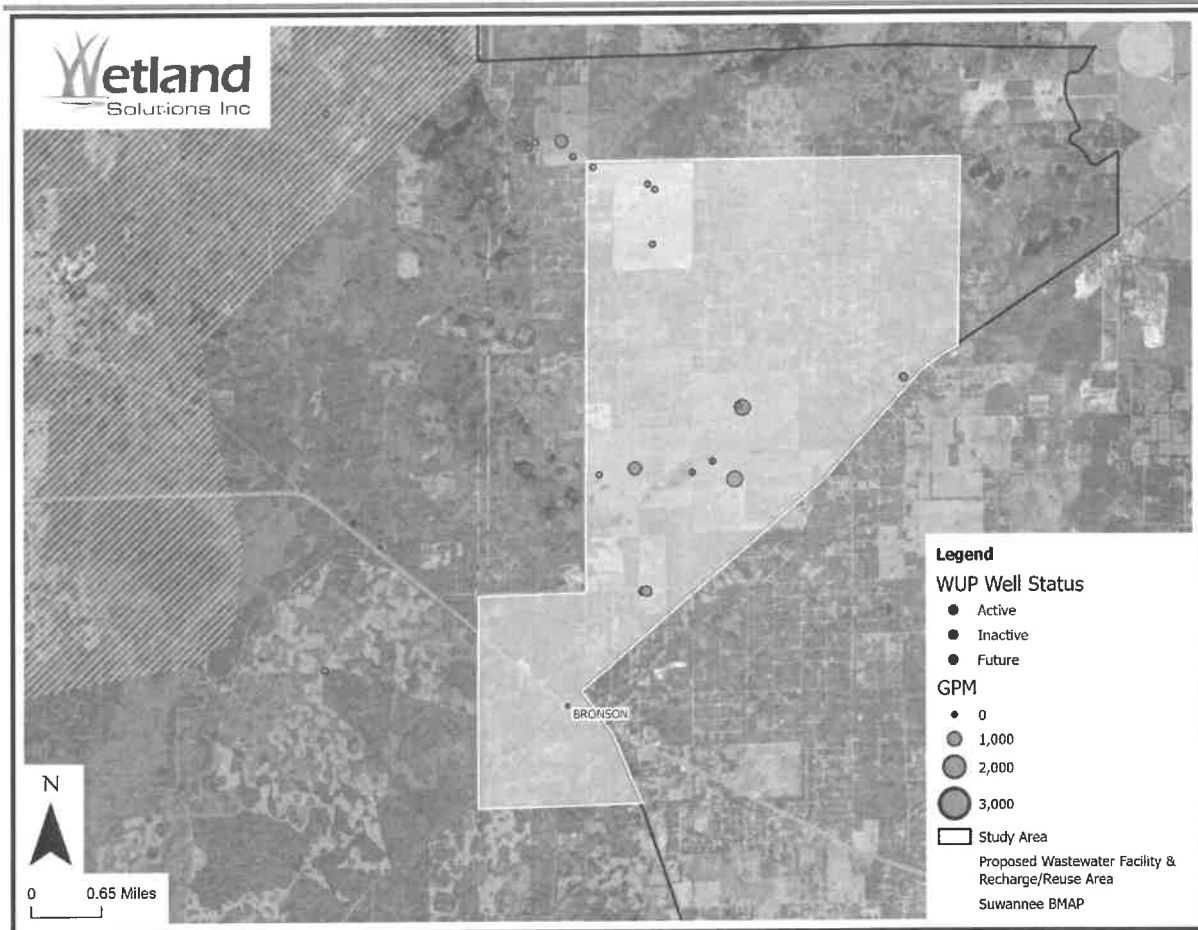 Wetland
Solutions Inc
BRONSON
N
0 0.65 Miles
Legend
WUP Well Status
Active
Inactive
Future
GPM
0
1,000
2,000
3,000
Study Area
Proposed Wastewater Facility &
Recharge/Reuse Area
Suwannee BMAP